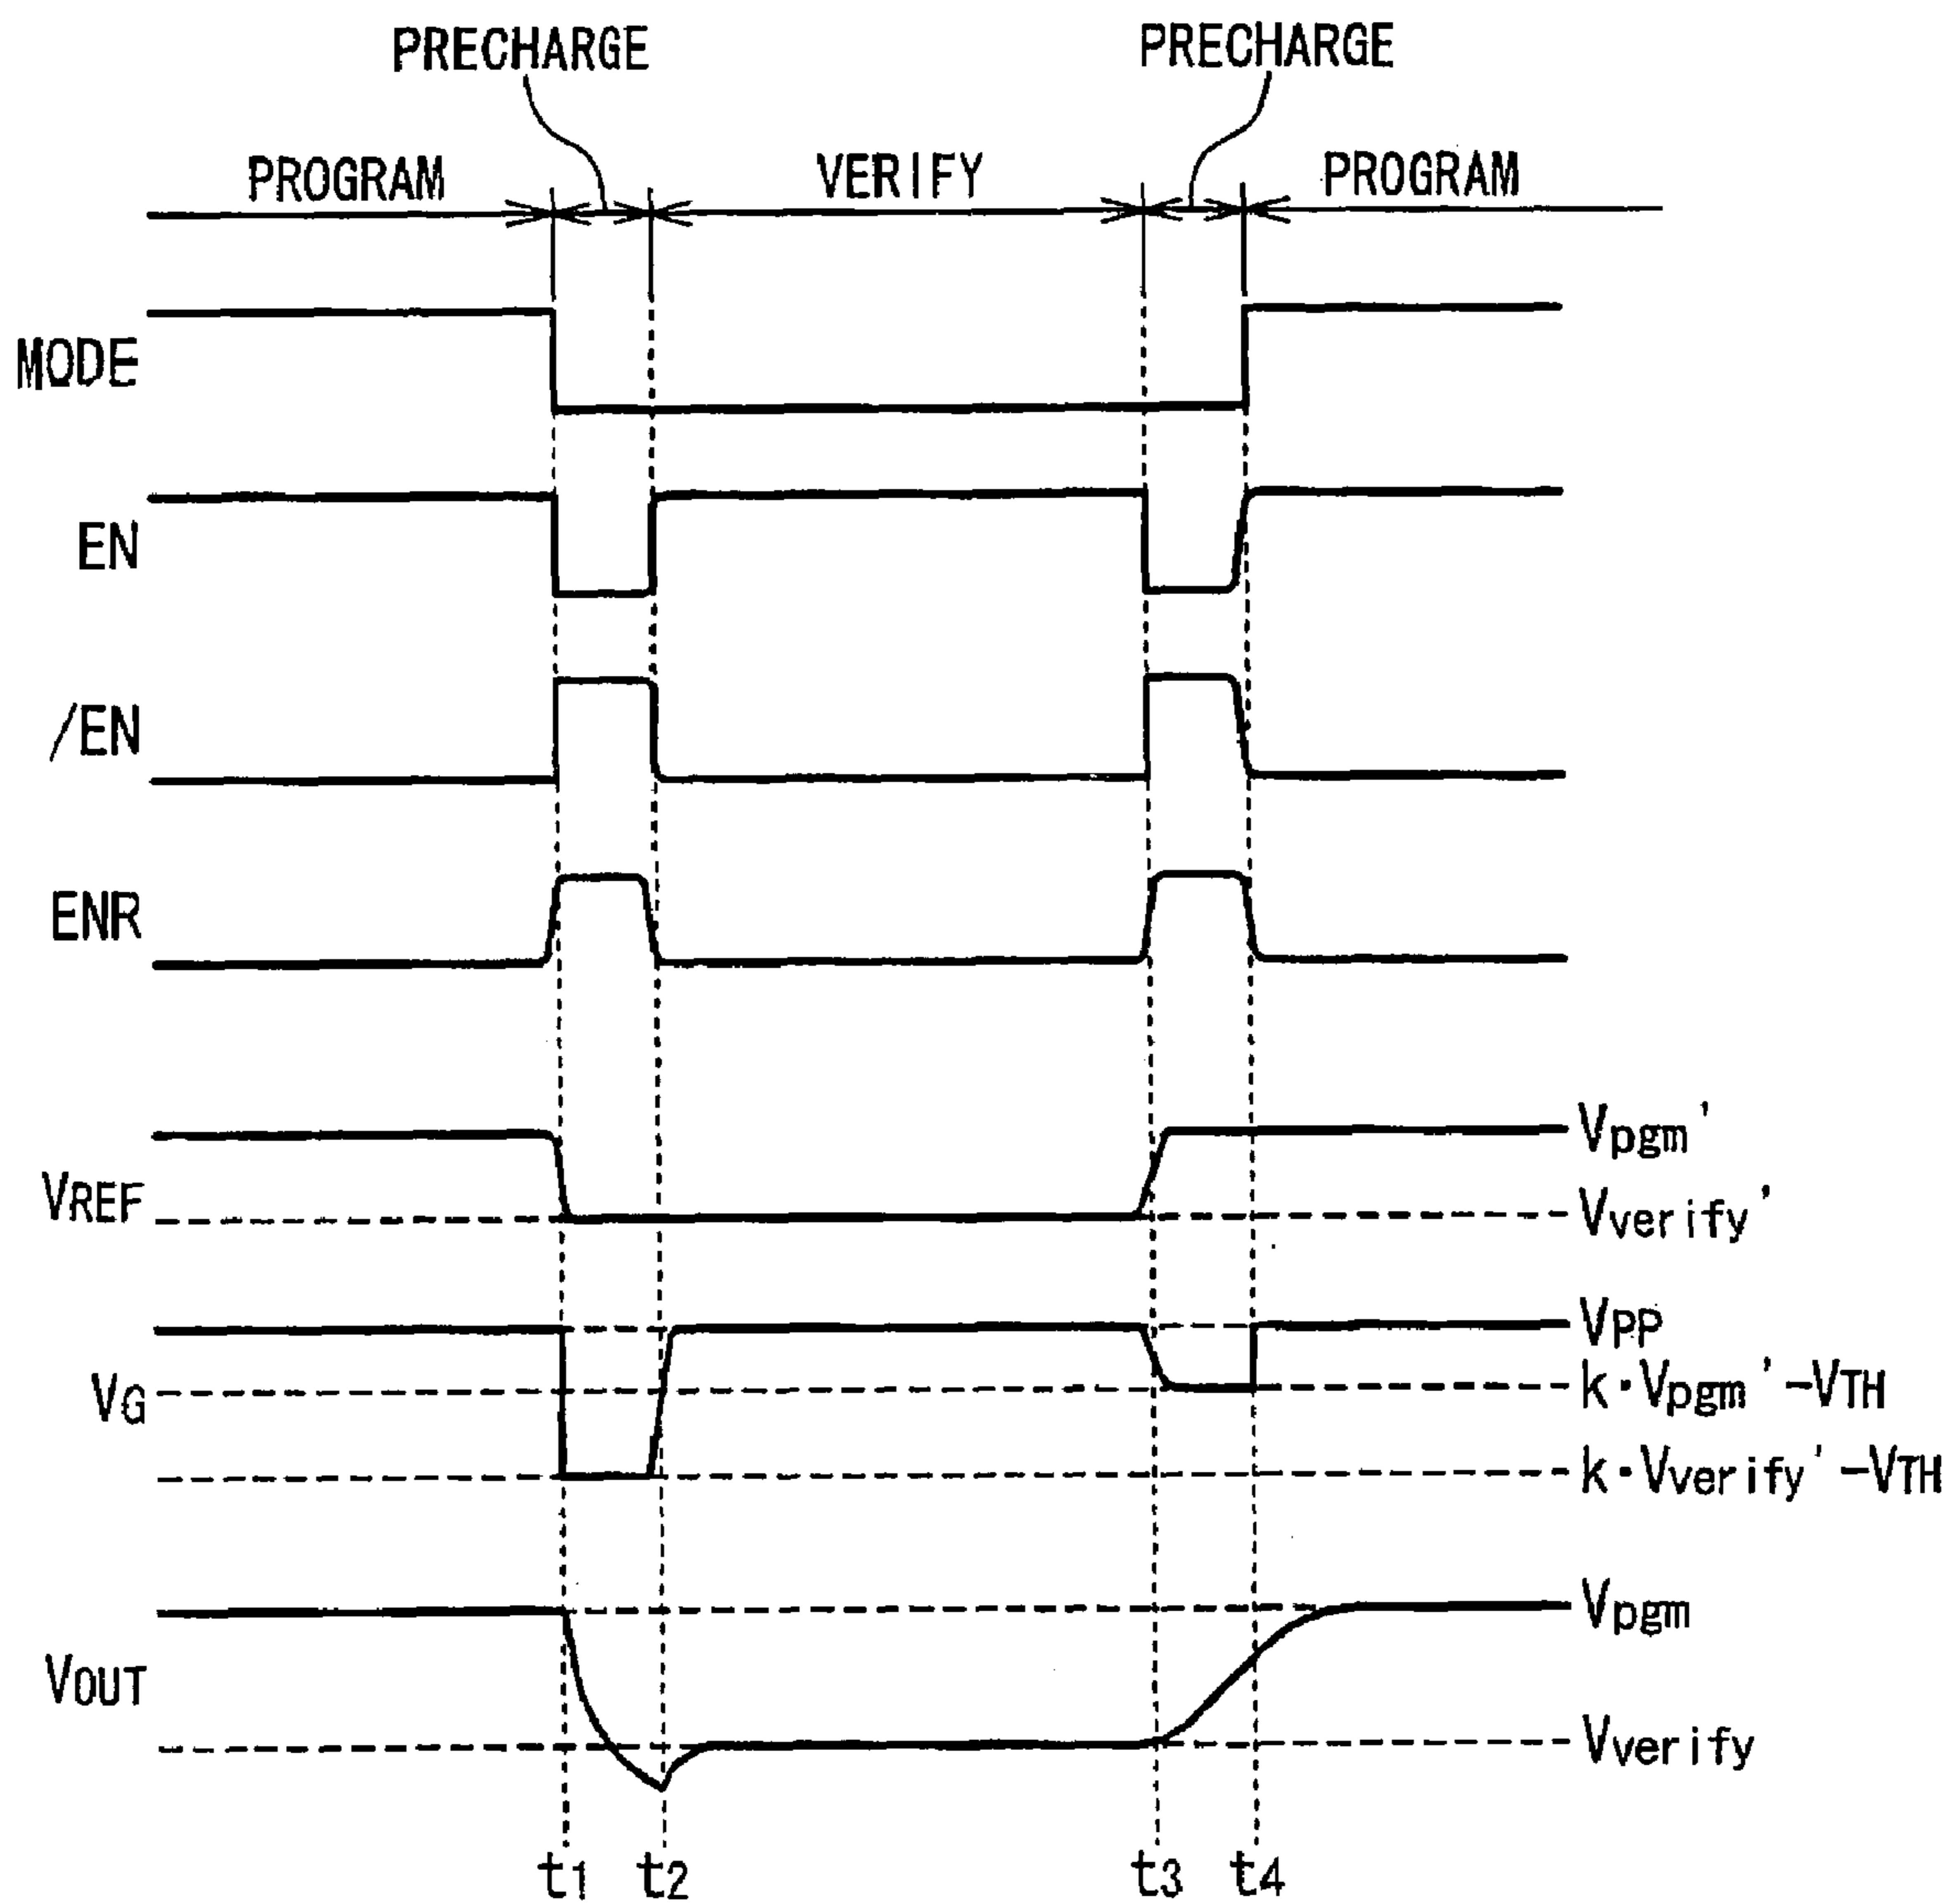 PRECHARGE PRECHARGE
PROGRAM VERIFY PROGRAM
MODE
EN
/EN
ENR
Vpgm'
VREF Vverify'
VPP
VG k·Vpgm'-VTH
k·Vverify'-VTH
Vpgm
VOUT
Vverify
t1 t2 t3 t4